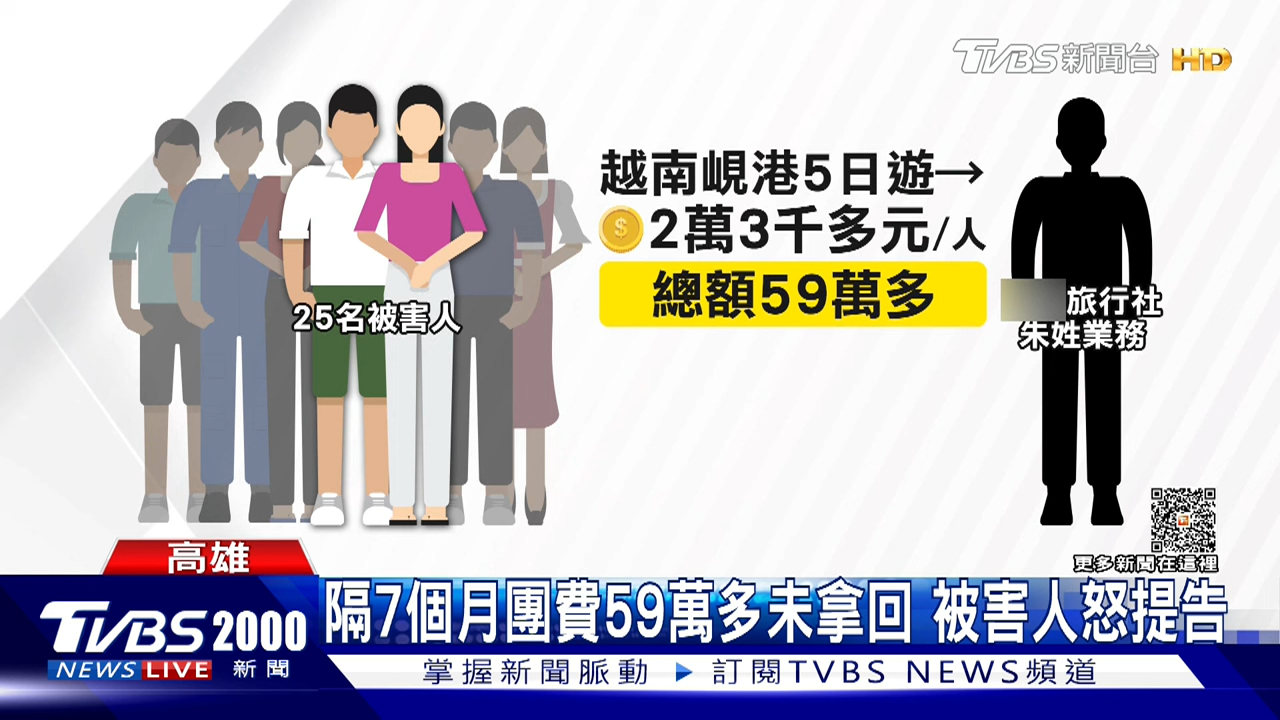 TVBS新聞台 HD
越南峴港5日遊→
$2萬3千多元/人
總額59萬多
25名被害人
旅行社
朱姓業務
更多新聞在這裡
高雄
隔7個月團費59萬多未拿回 被害人怒提告
TVBS 2000
NEWS LIVE 新聞
掌握新聞脈動 ▶ 訂閱TVBS NEWS頻道